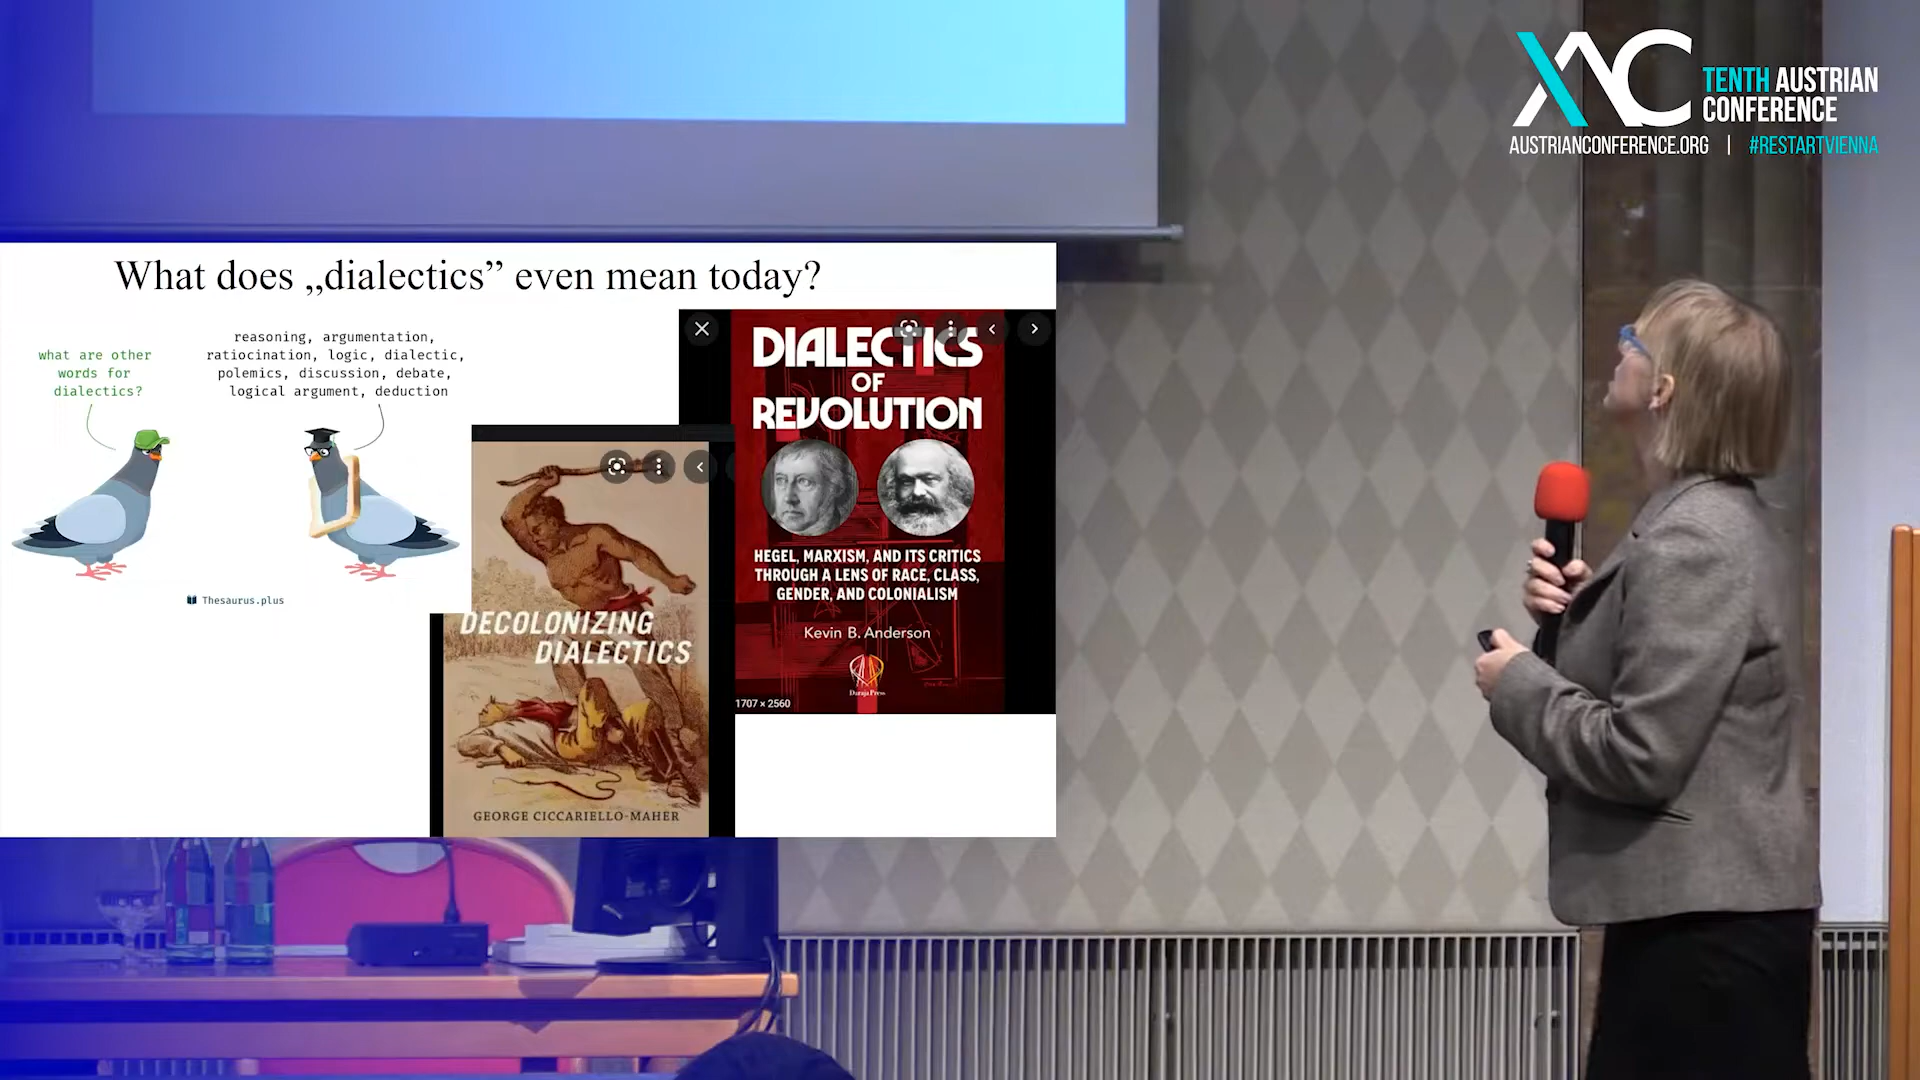 TENTH AUSTRIAN
CONFERENCE
AUSTRIANCONFERENCE.ORG | #RESTARTVIENNA
What does „dialectics” even mean today?
what are other
words for
dialectics?
reasoning, argumentation,
ratiocination, logic, dialectic,
polemics, discussion, debate,
logical argument, deduction
Thesaurus.plus
DECOLONIZING
DIALECTICS
GEORGE CICCARIELLO-MAHER
DIALECTICS
OF
REVOLUTION
HEGEL, MARXISM, AND ITS CRITICS
THROUGH A LENS OF RACE, CLASS,
GENDER, AND COLONIALISM
Kevin B. Anderson
Daraja Press
1707 × 2560